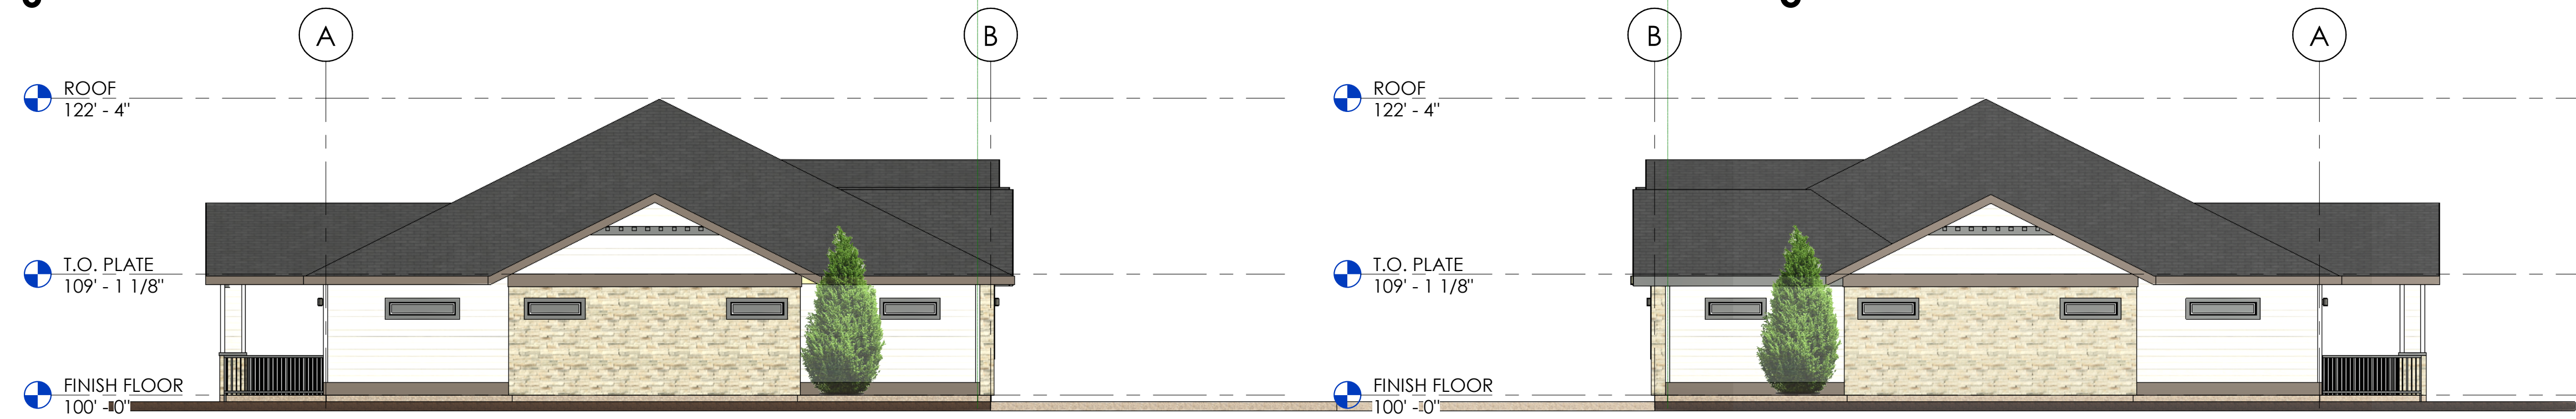 A
B
ROOF
122' - 4"
T.O. PLATE
109' - 1 1/8"
FINISH FLOOR
100' - 0"
B
A
ROOF
122' - 4"
T.O. PLATE
109' - 1 1/8"
FINISH FLOOR
100' - 0"